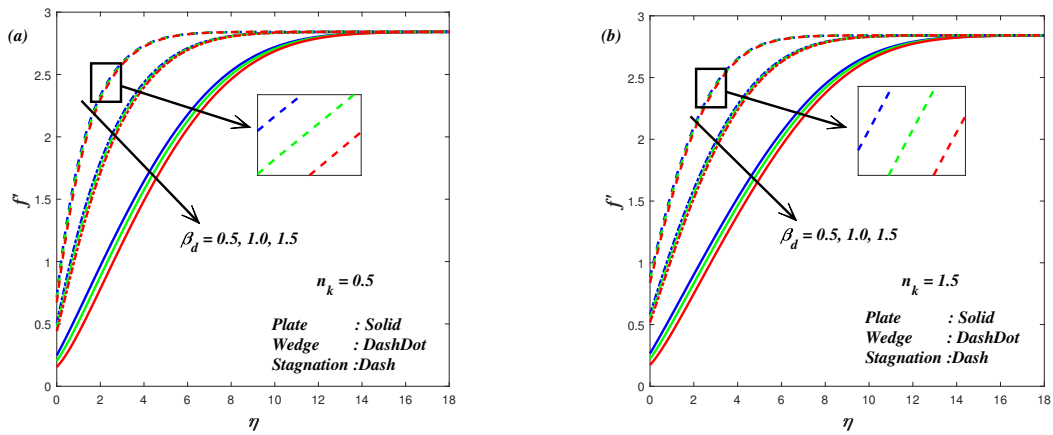 (a)
3
2.5
2
1.5
1
0.5
0
f'
β_d = 0.5, 1.0, 1.5
n_k = 0.5
Plate : Solid
Wedge : DashDot
Stagnation :Dash
0 2 4 6 8 10 12 14 16 18
η
(b)
3
2.5
2
1.5
1
0.5
0
f'
β_d = 0.5, 1.0, 1.5
n_k = 1.5
Plate : Solid
Wedge : DashDot
Stagnation :Dash
0 2 4 6 8 10 12 14 16 18
η